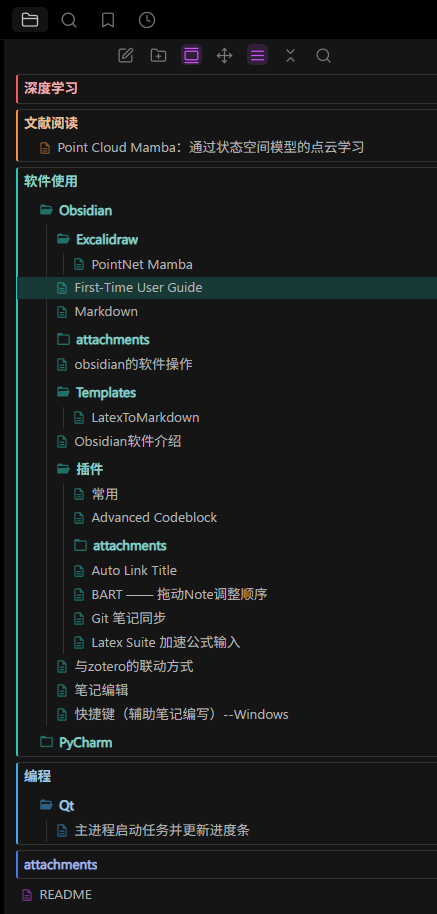 深度学习
文献阅读
Point Cloud Mamba：通过状态空间模型的点云学习
软件使用
Obsidian
Excalidraw
PointNet Mamba
First-Time User Guide
Markdown
attachments
obsidian的软件操作
Templates
LatexToMarkdown
Obsidian软件介绍
插件
常用
Advanced Codeblock
attachments
Auto Link Title
BART —— 拖动Note调整顺序
Git 笔记同步
Latex Suite 加速公式输入
与zotero的联动方式
笔记编辑
快捷键（辅助笔记编写）--Windows
PyCharm
编程
Qt
主进程启动任务并更新进度条
attachments
README